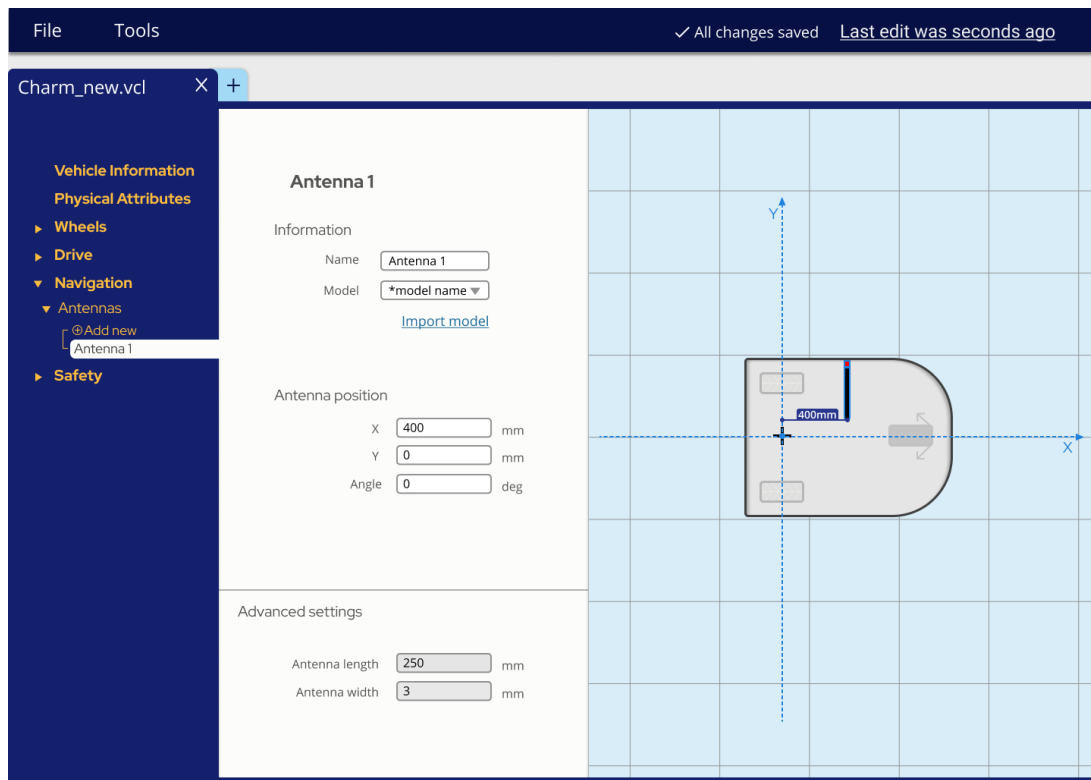 File Tools
✓ All changes saved Last edit was seconds ago
Charm_new.vcl X +
Vehicle Information
Physical Attributes
Wheels
Drive
Navigation
Antennas
Add new
Antenna 1
Safety
Antenna 1
Information
Name Antenna 1
Model *model name
Import model
Antenna position
X 400 mm
Y 0 mm
Angle 0 deg
Advanced settings
Antenna length 250 mm
Antenna width 3 mm
Y
400mm
X